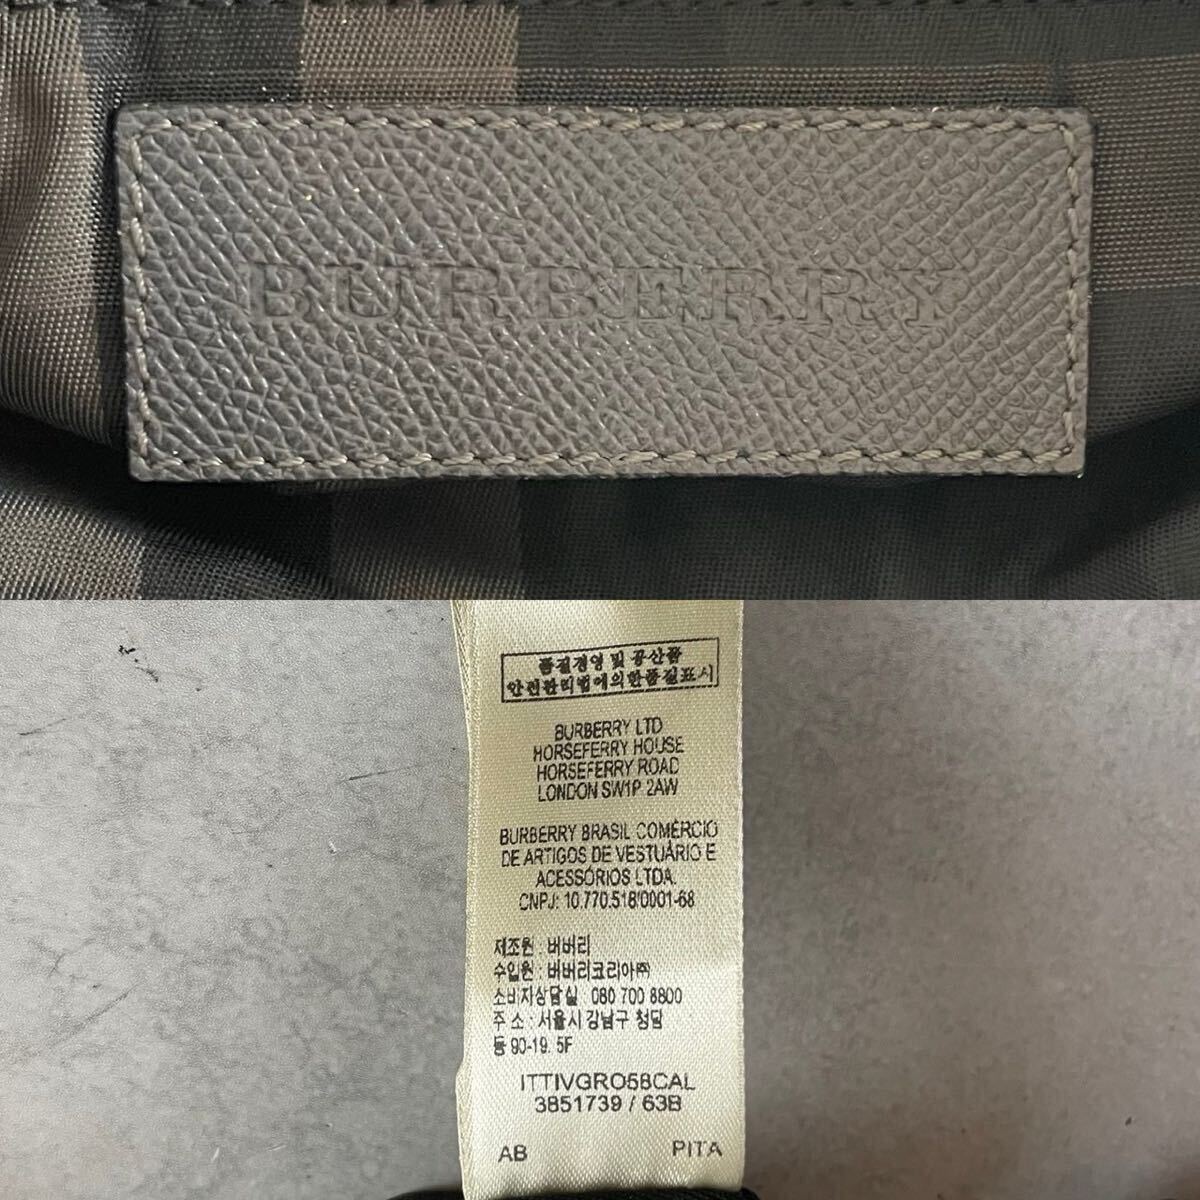 BURBERRY
품질경영 및 공산품
안전관리법에의한품질표시
BURBERRY LTD
HORSEFERRY HOUSE
HORSEFERRY ROAD
LONDON SW1P 2AW
BURBERRY BRASIL COMÉRCIO
DE ARTIGOS DE VESTUÁRIO E
ACESSÓRIOS LTDA.
CNPJ: 10.770.518/0001-68
제조원 : 버버리
수입원 : 버버리코리아㈜
소비자상담실 080 700 8800
주 소 : 서울시 강남구 청담
동 90-19. 5F
ITTIVGRO58CAL
3851739 / 63B
AB PITA